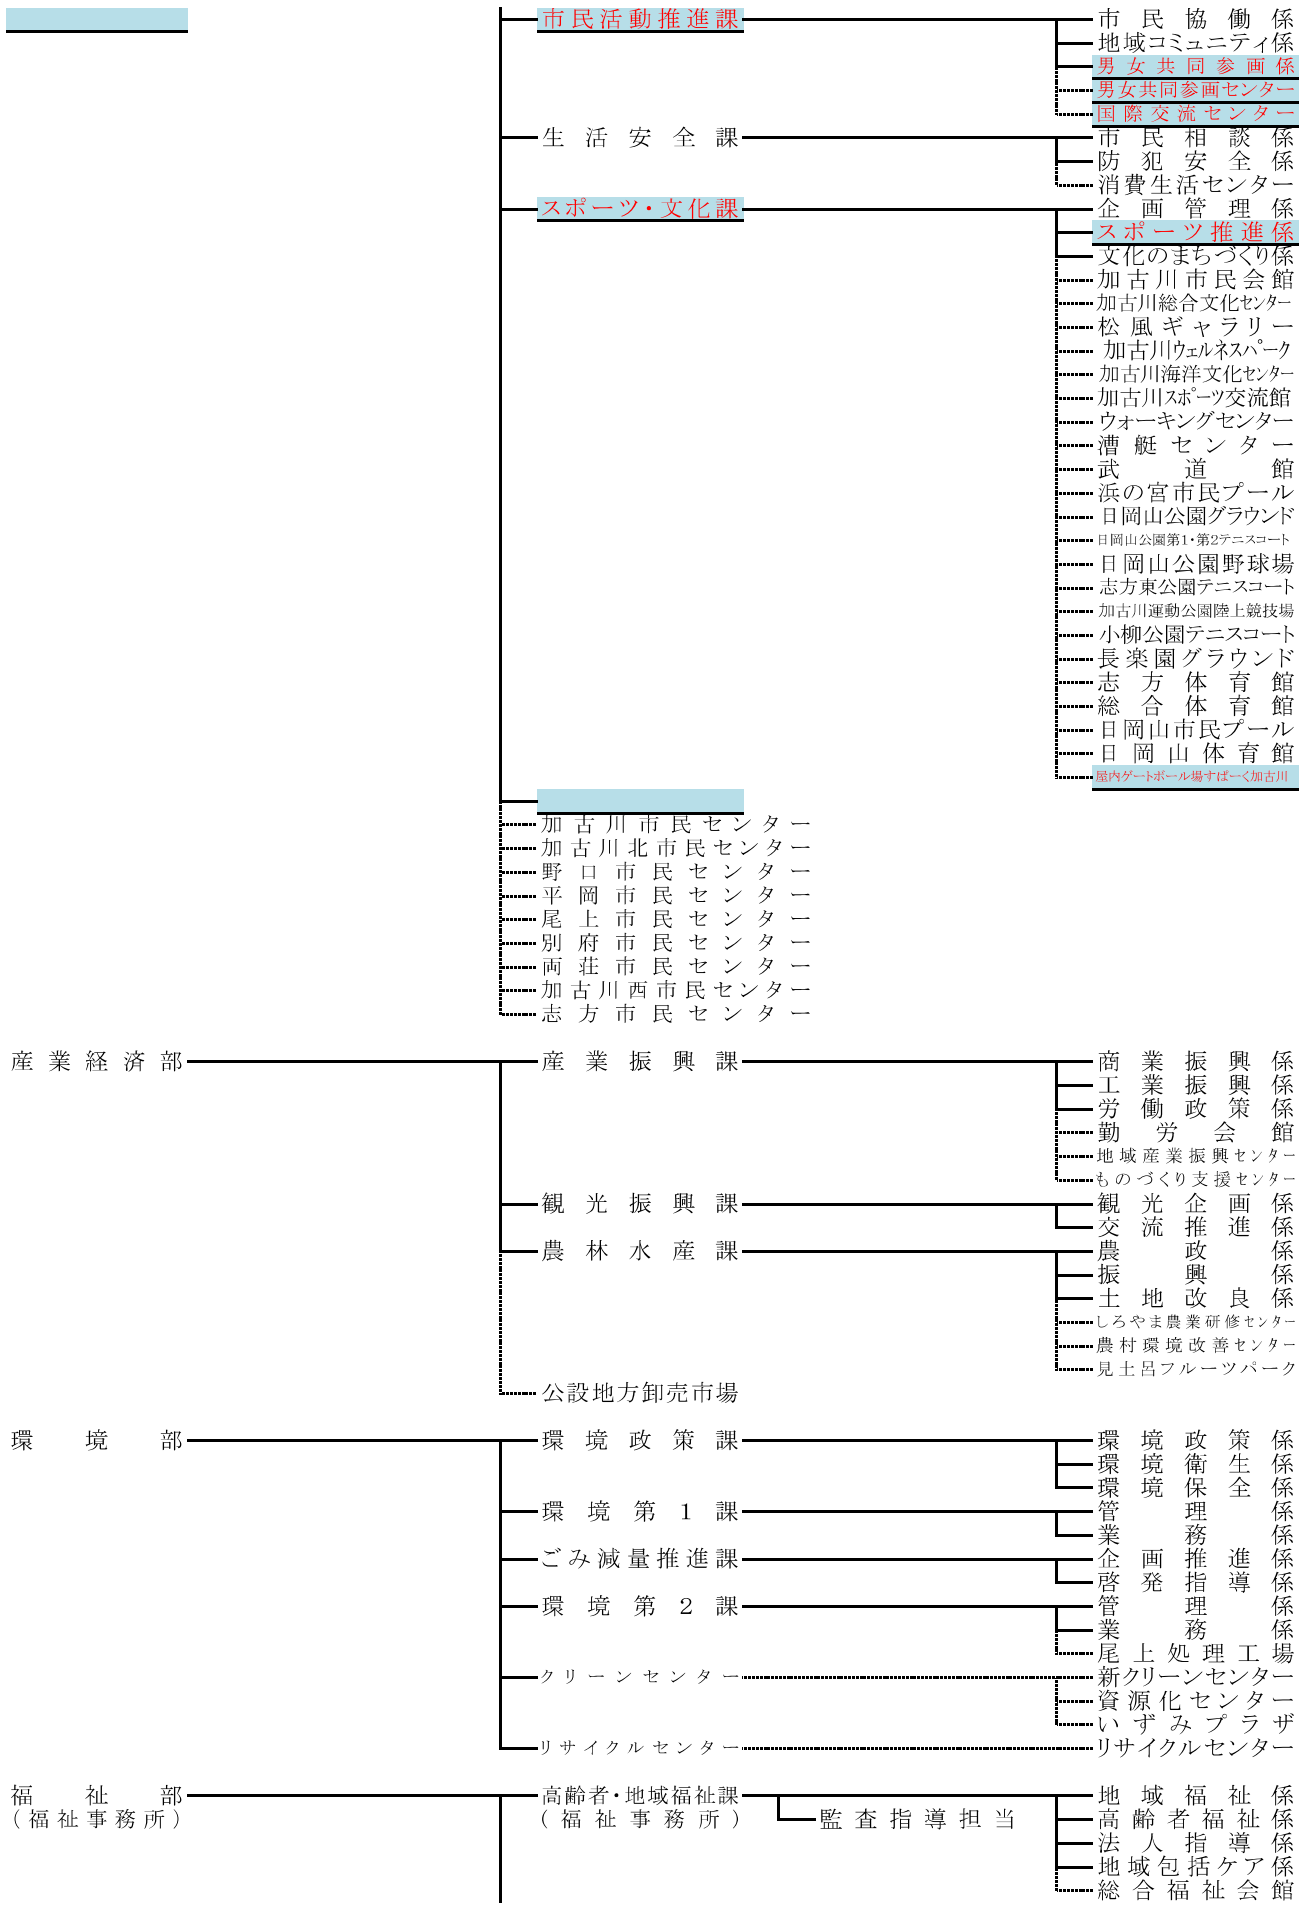 市民活動推進課 市民協働係
地域コミュニティ係
男女共同参画係
男女共同参画センター
国際交流センター
生活安全課 市民相談係
防犯安全係
消費生活センター
スポーツ・文化課 企画管理係
スポーツ推進係
文化のまちづくり係
加古川市民会館
加古川総合文化センター
松風ギャラリー
加古川ウェルネスパーク
加古川海洋文化センター
加古川スポーツ交流館
ウォーキングセンター
漕艇センター
武道館
浜の宮市民プール
日岡山公園グラウンド
日岡山公園第1・第2テニスコート
日岡山公園野球場
志方東公園テニスコート
加古川運動公園陸上競技場
小柳公園テニスコート
長楽園グラウンド
志方体育館
総合体育館
日岡山市民プール
日岡山体育館
屋内ゲートボール場すぱーく加古川
加古川市民センター
加古川北市民センター
野口市民センター
平岡市民センター
尾上市民センター
別府市民センター
両荘市民センター
加古川西市民センター
志方市民センター
産業経済部 産業振興課 商業振興係
工業振興係
労働政策係
勤労会館
地域産業振興センター
ものづくり支援センター
観光振興課 観光企画係
交流推進係
農林水産課 農政係
振興係
土地改良係
しろやま農業研修センター
農村環境改善センター
見土呂フルーツパーク
公設地方卸売市場
環境部 環境政策課 環境政策係
環境衛生係
環境保全係
環境第1課 管理係
業務係
ごみ減量推進課 企画推進係
啓発指導係
環境第2課 管理係
業務係
尾上処理工場
クリーンセンター 新クリーンセンター
資源化センター
いずみプラザ
リサイクルセンター リサイクルセンター
福祉部 高齢者・地域福祉課 地域福祉係
(福祉事務所) (福祉事務所) 監査指導担当 高齢者福祉係
法人指導係
地域包括ケア係
総合福祉会館